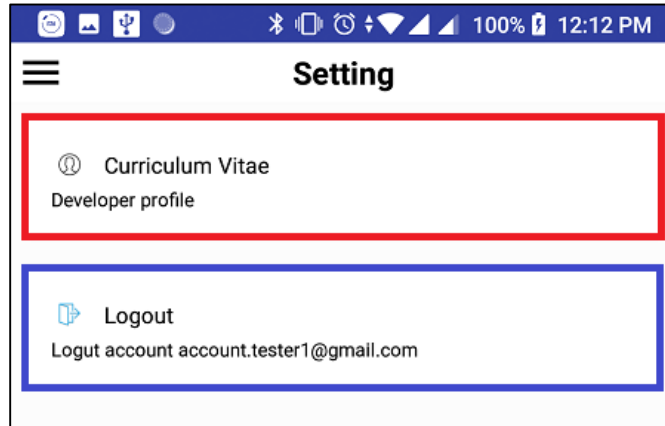 100% 12:12 PM
Setting
Curriculum Vitae
Developer profile
Logout
Logut account account.tester1@gmail.com